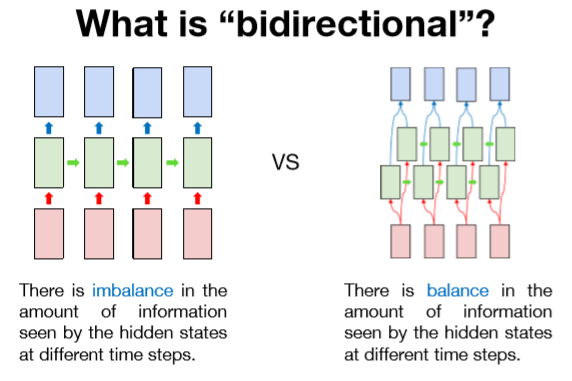 What is “bidirectional”?
VS
There is imbalance in the
amount of information
seen by the hidden states
at different time steps.
There is balance in the
amount of information
seen by the hidden states
at different time steps.